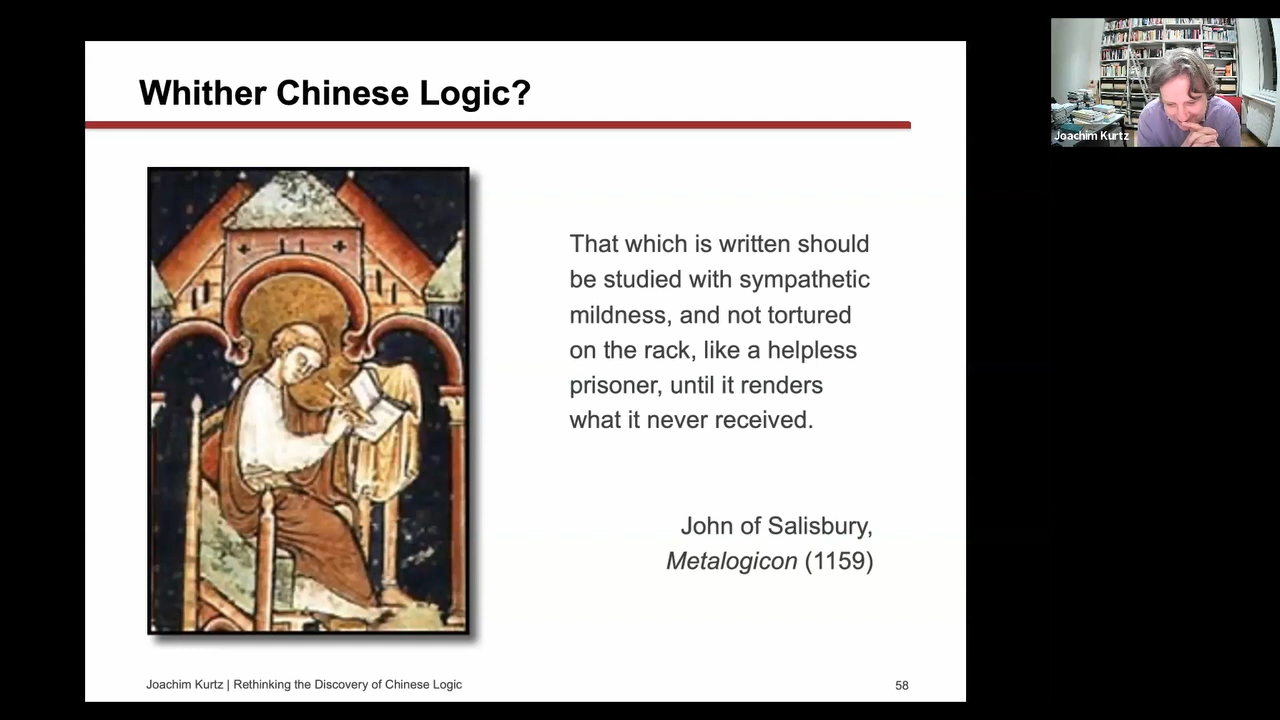 Whither Chinese Logic?
That which is written should
be studied with sympathetic
mildness, and not tortured
on the rack, like a helpless
prisoner, until it renders
what it never received.
John of Salisbury,
Metalogicon (1159)
Joachim Kurtz | Rethinking the Discovery of Chinese Logic
58
Joachim Kurtz